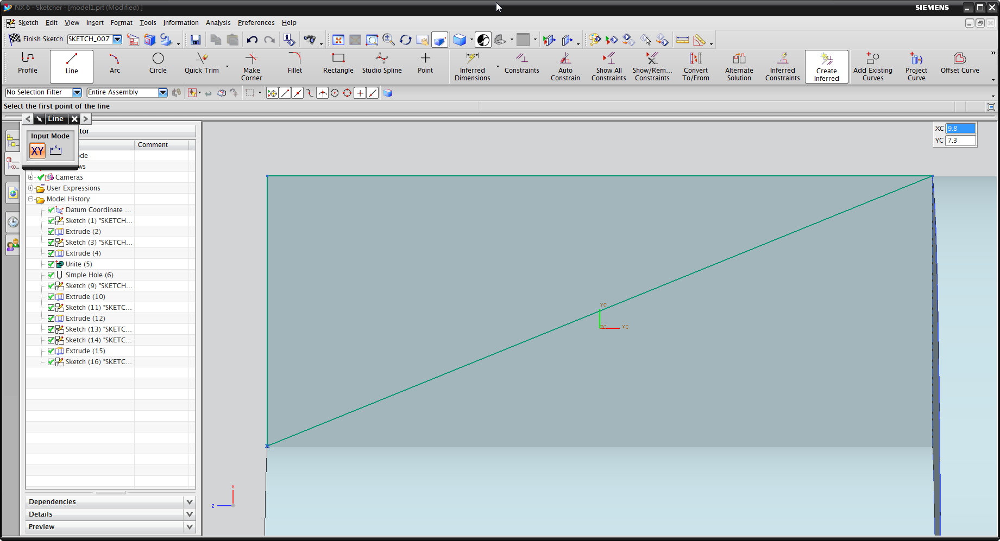 NX 6 - Sketcher - [model1.prt (Modified) ]
SIEMENS
Sketch Edit View Insert Format Tools Information Analysis Preferences Help
Finish Sketch SKETCH_007
Profile Line Arc Circle Quick Trim Make Corner Fillet Rectangle Studio Spline Point Inferred Dimensions Constraints Auto Constrain Show All Constraints Show/Rem... Constraints Convert To/From Alternate Solution Inferred Constraints Create Inferred Add Existing Curves Project Curve Offset Curve
No Selection Filter Entire Assembly
Select the first point of the line
Line
Input Mode
XY
tor
Comment
ode
ws
Cameras
User Expressions
Model History
Datum Coordinate ...
Sketch (1) "SKETCH...
Extrude (2)
Sketch (3) "SKETCH...
Extrude (4)
Unite (5)
Simple Hole (6)
Sketch (9) "SKETCH...
Extrude (10)
Sketch (11) "SKETC...
Extrude (12)
Sketch (13) "SKETC...
Sketch (14) "SKETC...
Extrude (15)
Sketch (16) "SKETC...
Dependencies
Details
Preview
XC 9.8
YC 7.3
YC
ZC XC
X
Z